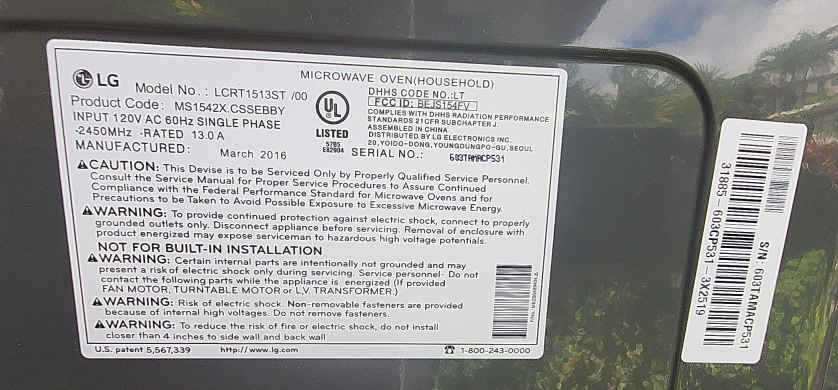 LG
MICROWAVE OVEN(HOUSEHOLD)
Model No. : LCRT1513ST /00
DHHS CODE NO.:LT
Product Code: MS1542X.CSSEBBY
FCC ID: BEJS154FV
INPUT 120V AC 60Hz SINGLE PHASE
COMPLIES WITH DHHS RADIATION PERFORMANCE
STANDARDS 21 CFR SUBCHAPTER J.
-2450MHz -RATED 13.0 A
UL
LISTED
57B5
E82904
ASSEMBLED IN CHINA
DISTRIBUTED BY LG ELECTRONICS INC.
20,YOIDO-DONG,YOUNGDUNGPO-GU,SEOUL
MANUFACTURED: March 2016
SERIAL NO.: 603TAMACP531
CAUTION: This Devise is to be Serviced Only by Properly Qualified Service Personnel.
Consult the Service Manual for Proper Service Procedures to Assure Continued
Compliance with the Federal Performance Standard for Microwave Ovens and for
Precautions to be Taken to Avoid Possible Exposure to Excessive Microwave Energy.
WARNING: To provide continued protection against electric shock, connect to properly
grounded outlets only. Disconnect appliance before servicing. Removal of enclosure with
product energized may expose serviceman to hazardous high voltage potentials.
NOT FOR BUILT-IN INSTALLATION
WARNING: Certain internal parts are intentionally not grounded and may
present a risk of electric shock only during servicing. Service personnel- Do not
contact the following parts while the appliance is energized (If provided
FAN MOTOR, TURNTABLE MOTOR or L.V. TRANSFORMER.)
WARNING: Risk of electric shock. Non-removable fasteners are provided
because of internal high voltages. Do not remove fasteners.
WARNING: To reduce the risk of fire or electric shock, do not install
closer than 4 inches to side wall and back wall
U.S. patent 5,567,339 http://www.lg.com 1-800-243-0000
S/N : 603TAMACP531
31885-603CP531-3X2519